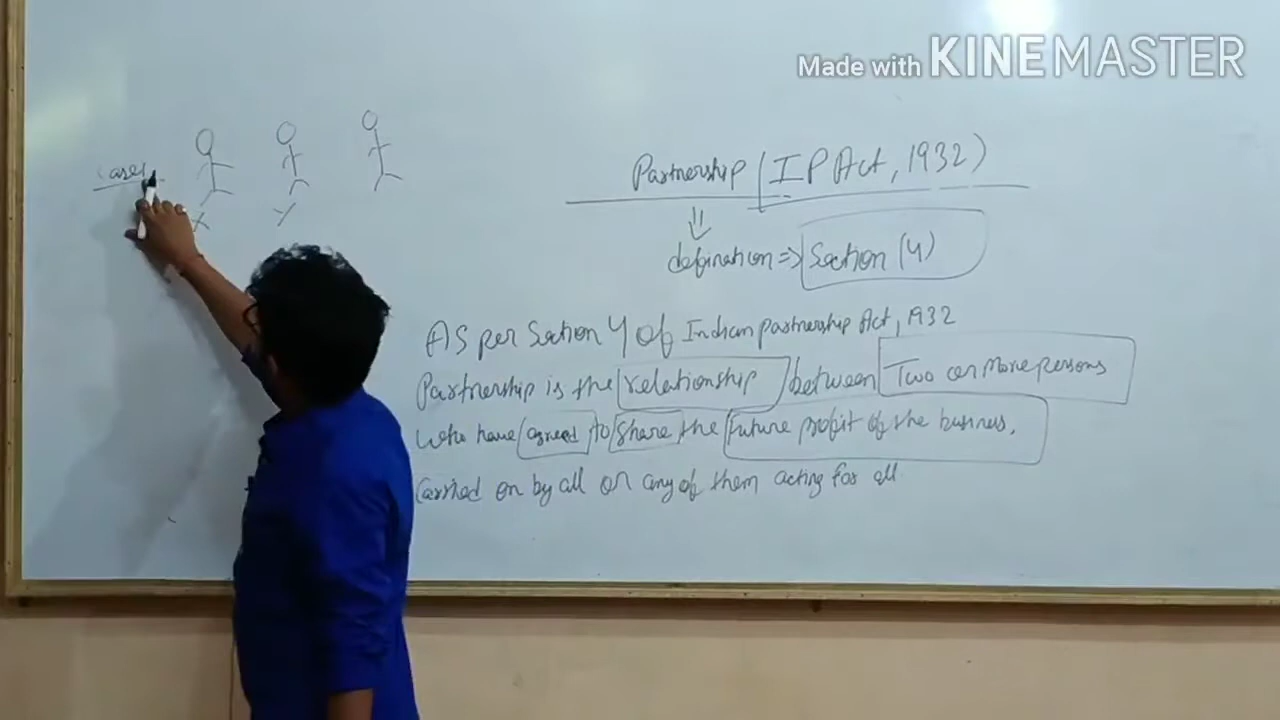 Made with KINEMASTER
Case
X
Y
Partnership (IP Act, 1932)
defination => Section (4)
As per Section 4 of Indian partnership Act, 1932
Partnership is the relationship between Two or more persons
who have agreed to share the future profit of the business,
Carried on by all or any of them acting for all